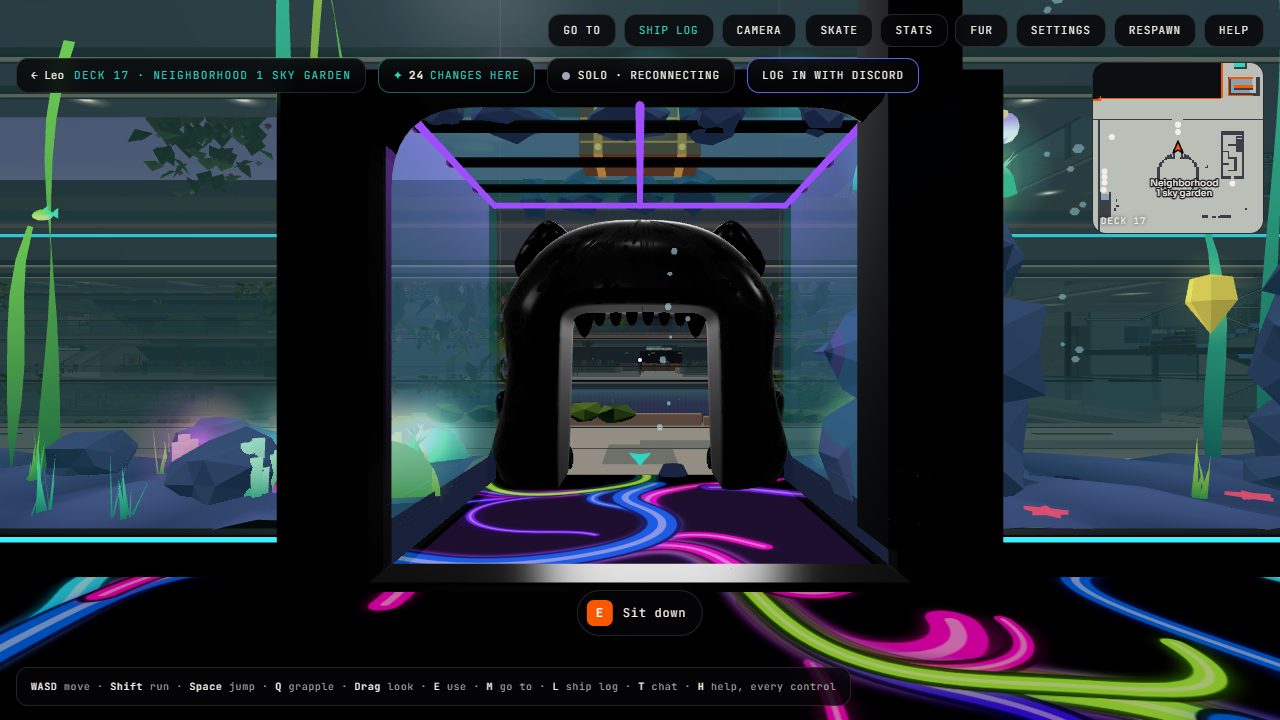 GO TO
SHIP LOG
CAMERA
SKATE
STATS
FUR
SETTINGS
RESPAWN
HELP
← Leo DECK 17 · NEIGHBORHOOD 1 SKY GARDEN
✦ 24 CHANGES HERE
SOLO · RECONNECTING
LOG IN WITH DISCORD
Neighborhood
1 sky garden
DECK 17
E Sit down
WASD move · Shift run · Space jump · Q grapple · Drag look · E use · M go to · L ship log · T chat · H help, every control